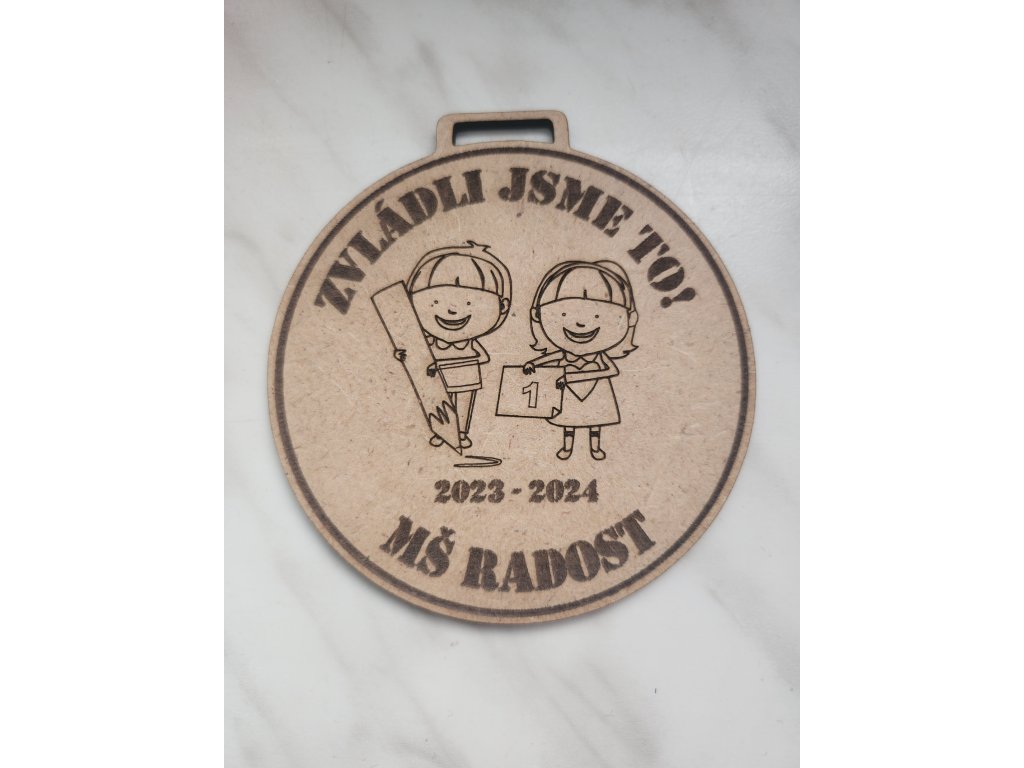 ZVLÁDLI JSME TO!
1
2023 - 2024
MŠ RADOST